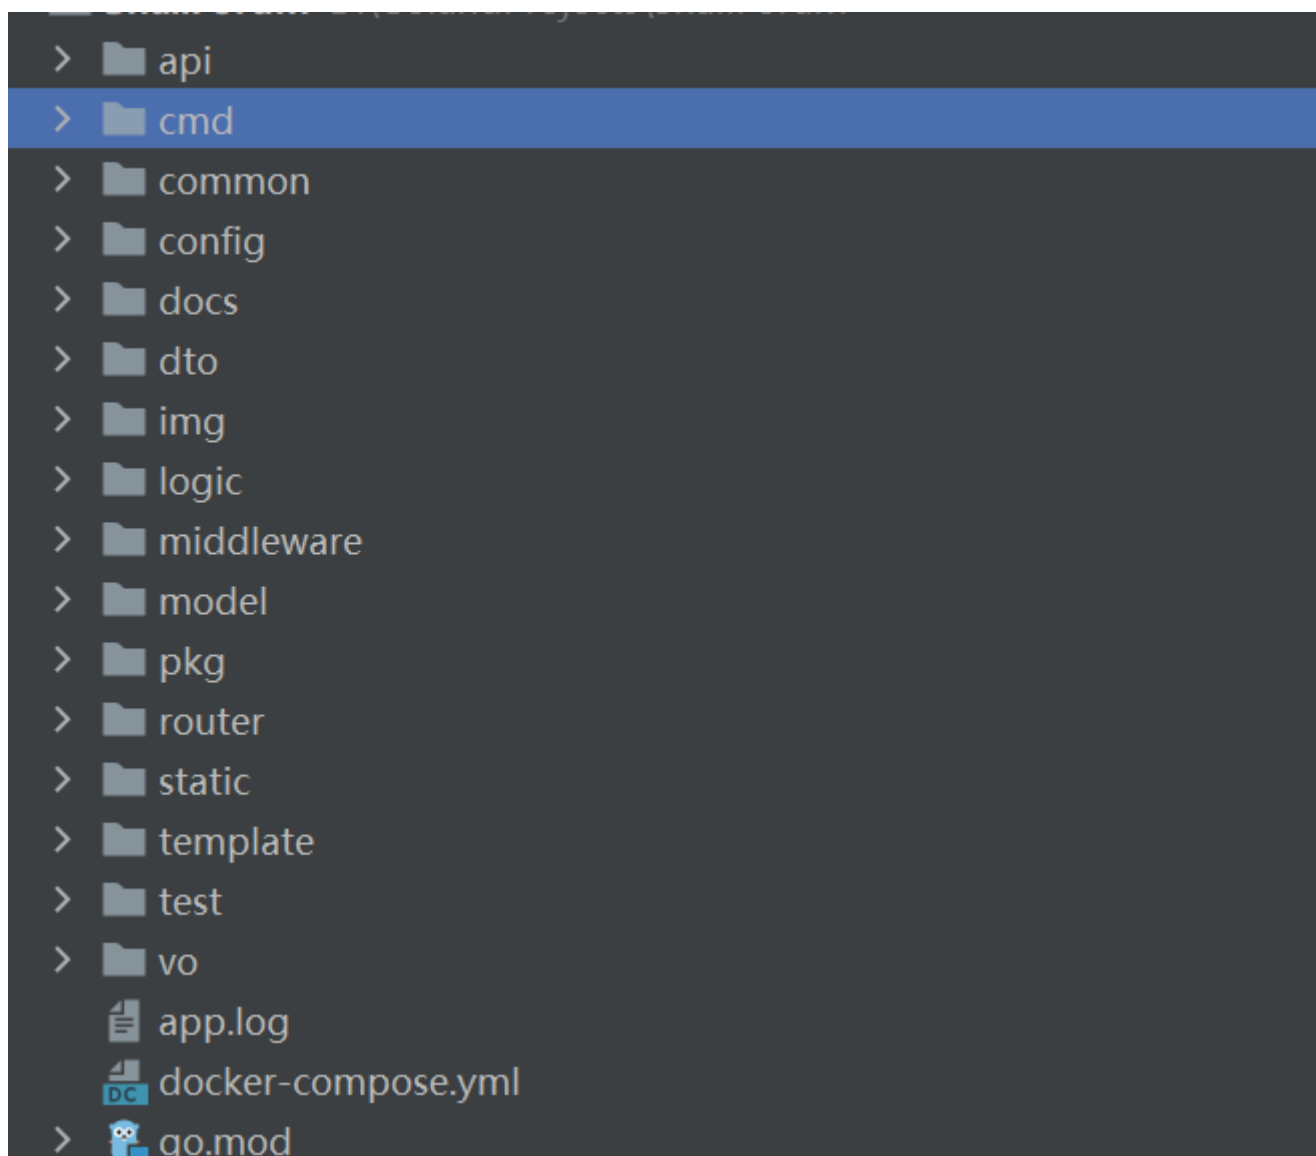 api
cmd
common
config
docs
dto
img
logic
middleware
model
pkg
router
static
template
test
vo
app.log
DC docker-compose.yml
go.mod